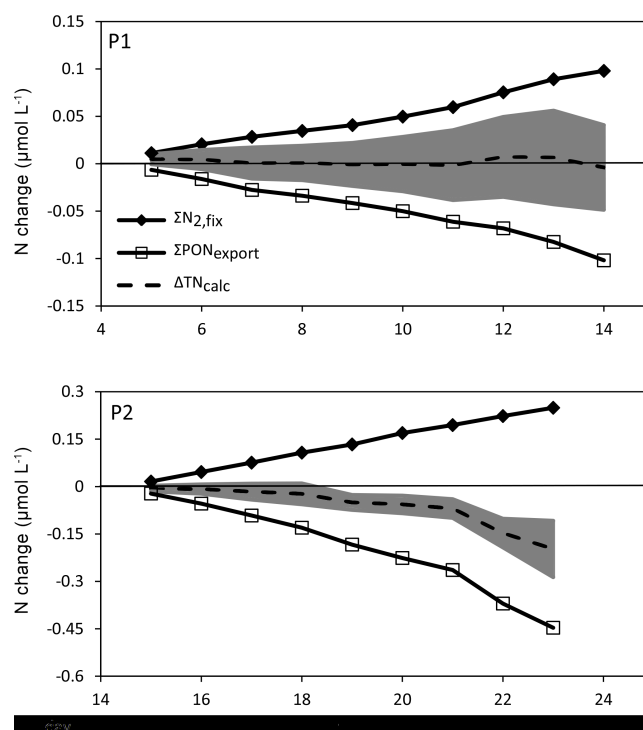 P1
N change (µmol L-1)
0.15
0.1
0.05
0
-0.05
-0.1
-0.15
ΣN2,fix
ΣPONexport
ΔTNcalc
4 6 8 10 12 14
P2
N change (µmol L-1)
0.3
0.15
0
-0.15
-0.3
-0.45
-0.6
14 16 18 20 22 24